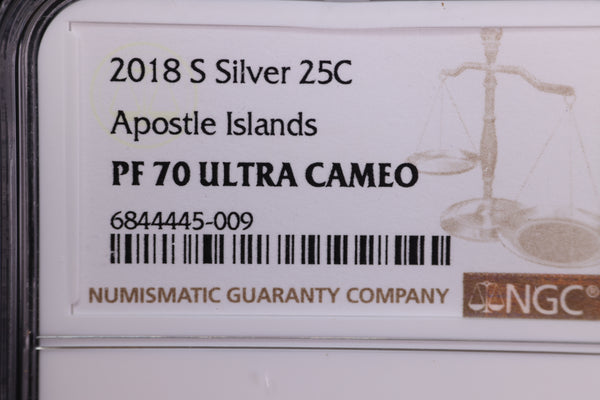 2018 S Silver 25C
Apostle Islands
PF 70 ULTRA CAMEO
6844445-009
NUMISMATIC GUARANTY COMPANY
NGC®